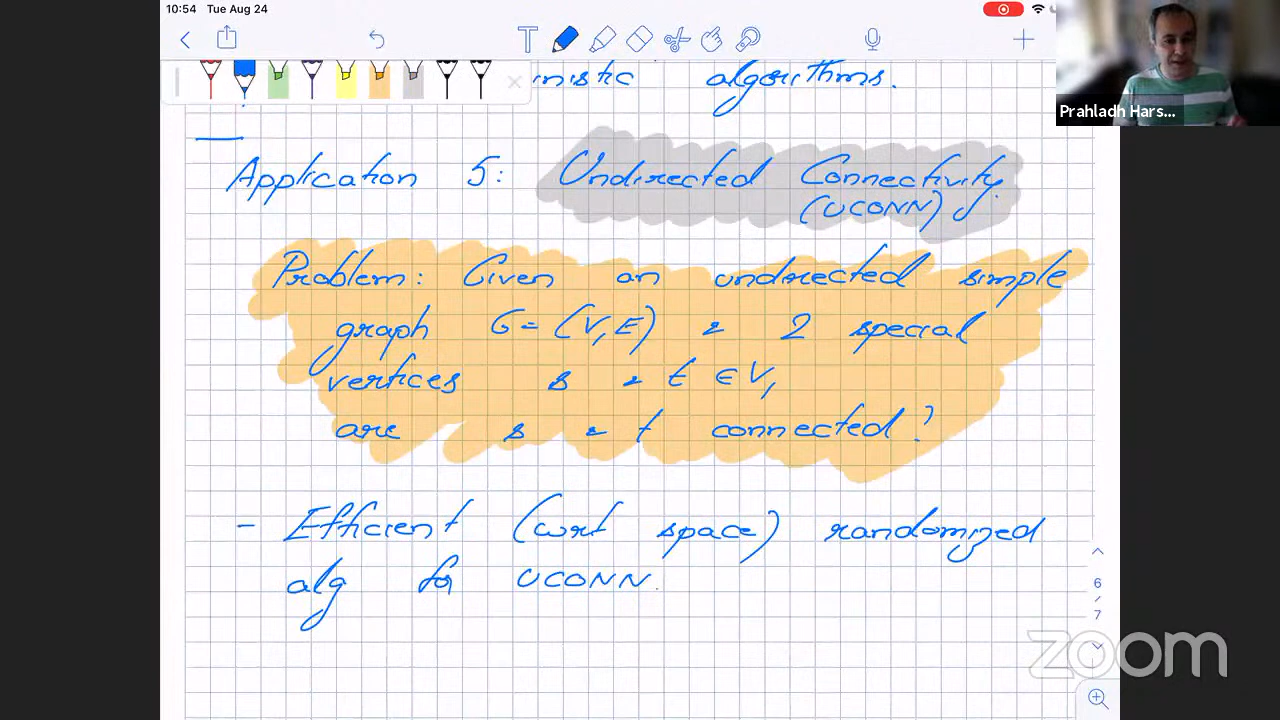 10:54 Tue Aug 24
Prahladh Hars...
algorithms.
Application 5: Undirected Connectivity.
(UCONN)
Problem: Given an undirected simple
graph G = (V, E) & 2 special
vertices s & t ∈ V,
are s & t connected?
- Efficient (wrt space) randomized
alg for UCONN.
6
/
7
zoom